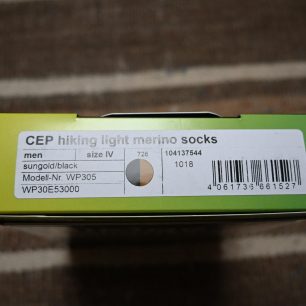 CEP hiking light merino socks
men size IV 726 104137544
sungold/black 1018
Modell-Nr. WP305
WP30E53000
4 061736 661527